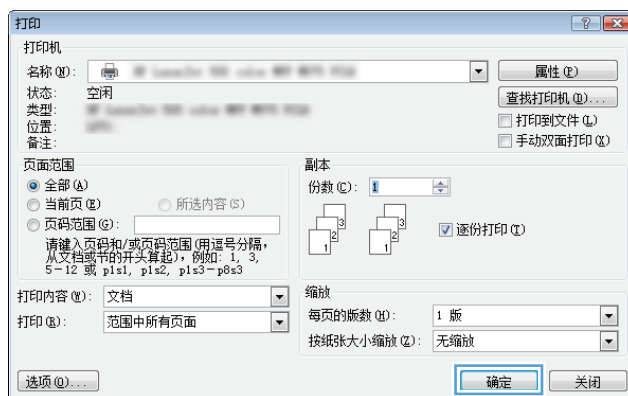 打印
打印机
名称(N):
属性(P)
状态: 空闲
查找打印机(D)...
类型:
位置:
打印到文件(L)
备注:
手动双面打印(X)
页面范围
全部(A)
当前页(E) 所选内容(S)
页码范围(G):
请键入页码和/或页码范围(用逗号分隔,
从文档或节的开头算起),例如: 1, 3,
5-12 或 p1s1, p1s2, p1s3-p8s3
副本
份数(C): 1
1 2 3 1 2 3
逐份打印(T)
打印内容(W): 文档
打印(R): 范围中所有页面
缩放
每页的版数(H): 1 版
按纸张大小缩放(Z): 无缩放
选项(O)... 确定 关闭